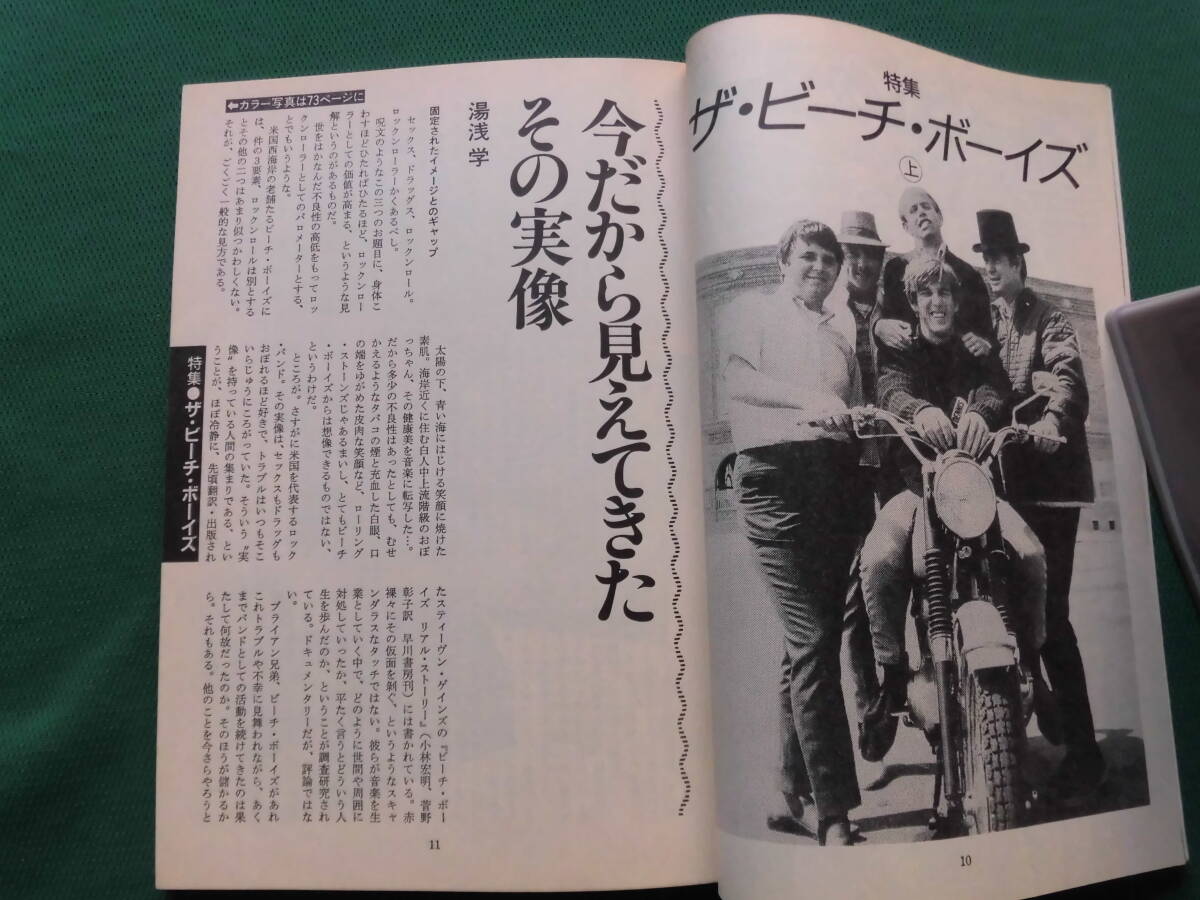 特集
ザ・ビーチ・ボーイズ
上
10
今だから見えてきた
その実像
湯浅 学
←カラー写真は73ページに
固定されたイメージとのギャップ
セックス、ドラッグス、ロックンロール。
ロックンローラーかくあるべし。
呪文のようなこの三つのお題目に、身体こ
わすほどひたればひたるほど、ロックンロー
ラーとしての価値が高まる、というような見
解というのがあるものだ。
世をはかなんだ不良性の高低をもってロッ
クンローラーとしてのバロメーターとする、
とでもいうような。
米国西海岸の老舗たるビーチ・ボーイズに
は、件の3要素、ロックンロールは別とする
とその他の二つはあまり似つかわしくない。
それが、ごくごく一般的な見方である。
太陽の下、青い海にはじける笑顔に焼けた
素肌。海岸近くに住む白人中上流階級のおぼ
っちゃん、その健康美を音楽に転写した…。
だから多少の不良性はあったとしても、むせ
かえるようなタバコの煙と充血した白眼、口
の端をゆがめた皮肉な笑顔など、ローリング
・ストーンズじゃあるまいし、とてもビーチ
・ボーイズからは想像できるものではない、
というわけだ。
ところが。さすがに米国を代表するロック
・バンド。その実像は、セックスもドラッグも
おぼれるほど好きで、トラブルはいつもそこ
いらじゅうにころがっていた。そういう〝実
像〟を持っている人間の集まりである、とい
うことが、ほぼ冷静に、先頃翻訳・出版され
たスティーヴン・ゲインズの『ビーチ・ボー
イズ リアル・ストーリー』(小林宏明、菅野
彰子訳 早川書房刊)には書かれている。赤
裸々にその仮面を剝ぐ、というようなスキャ
ンダラスなタッチではない。彼らが音楽を生
業としていく中で、どのように世間や周囲に
対処していったか、平たく言うとどういう人
生を歩んだのか、ということが調査研究され
ている。ドキュメンタリーだが、評論ではな
い。
ブライアン兄弟、ビーチ・ボーイズがあれ
これトラブルや不幸に見舞われながら、あく
までバンドとしての活動を続けてきたのは果
たして何故だったのか。そのほうが儲かるか
ら。それもある。他のことを今さらやろうと
特集●ザ・ビーチ・ボーイズ
11